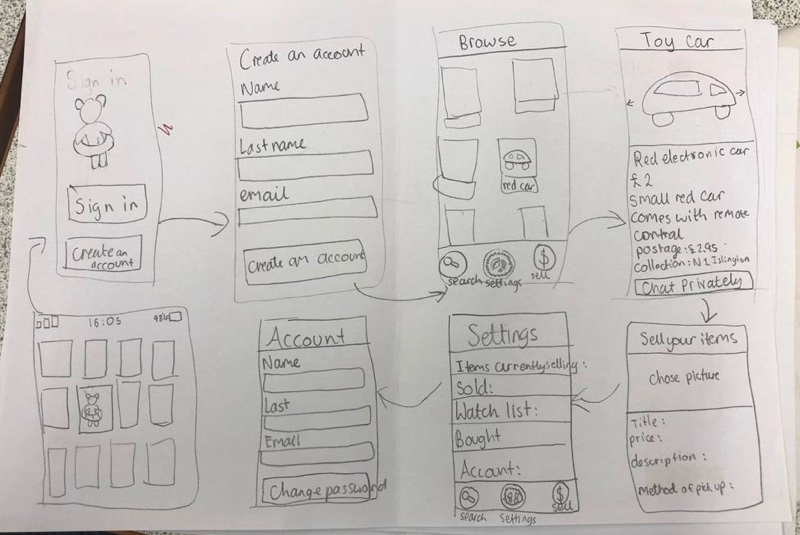 Sign in
Sign in
Create an
account
Create an account
Name
Last name
email
Create an account
Browse
red car
search
settings
sell
Toy car
Red electronic car
£2
Small red car
comes with remote
control
postage: £2.95
collection: N1 Islington
Chat Privately
16:05
Account
Name
Last
Email
Change password
Settings
Items currently selling:
Sold:
Watch list:
Bought
Account:
search
settings
sell
Sell your items
chose picture
Title:
price:
description:
Method of pick up: